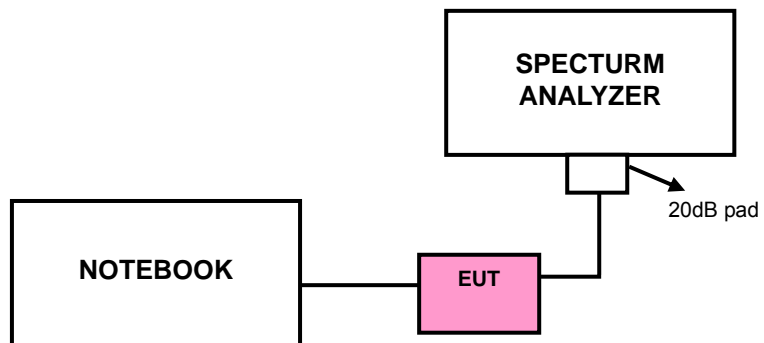 SPECTURM
ANALYZER
20dB pad
NOTEBOOK
EUT